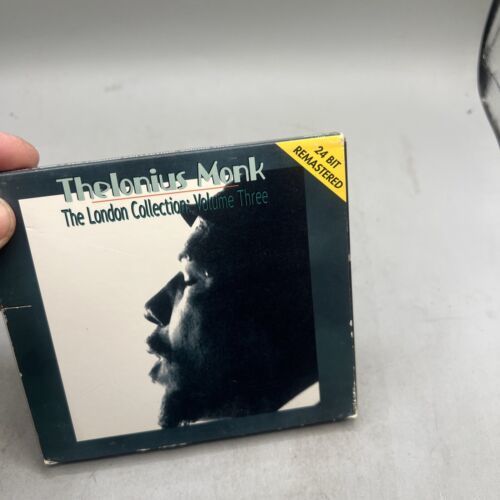 Thelonius Monk
The London Collection: Volume Three
24 BIT
REMASTERED